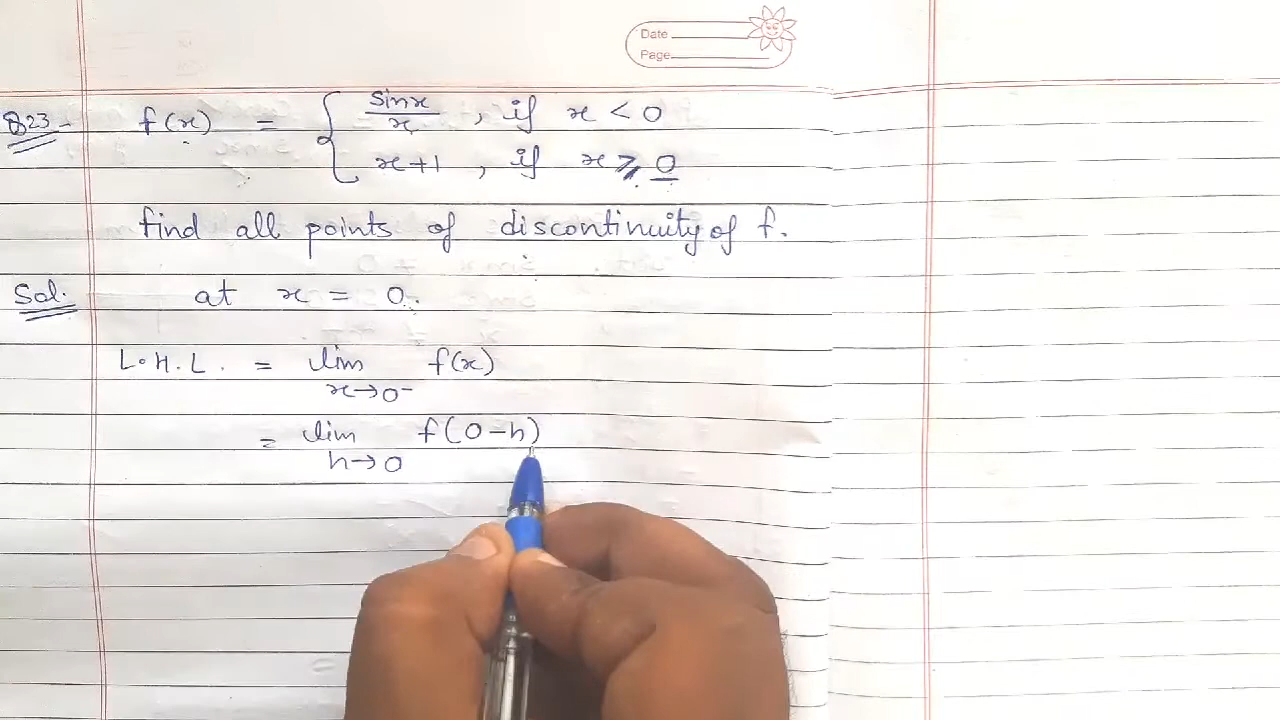 Date
Page
Q23- f(x) = { sinx/x , if x < 0
x+1 , if x ≥ 0
find all points of discontinuity of f.
Sol. at x = 0.
L.H.L. = lim f(x)
x→0-
= lim f(0-h)
h→0